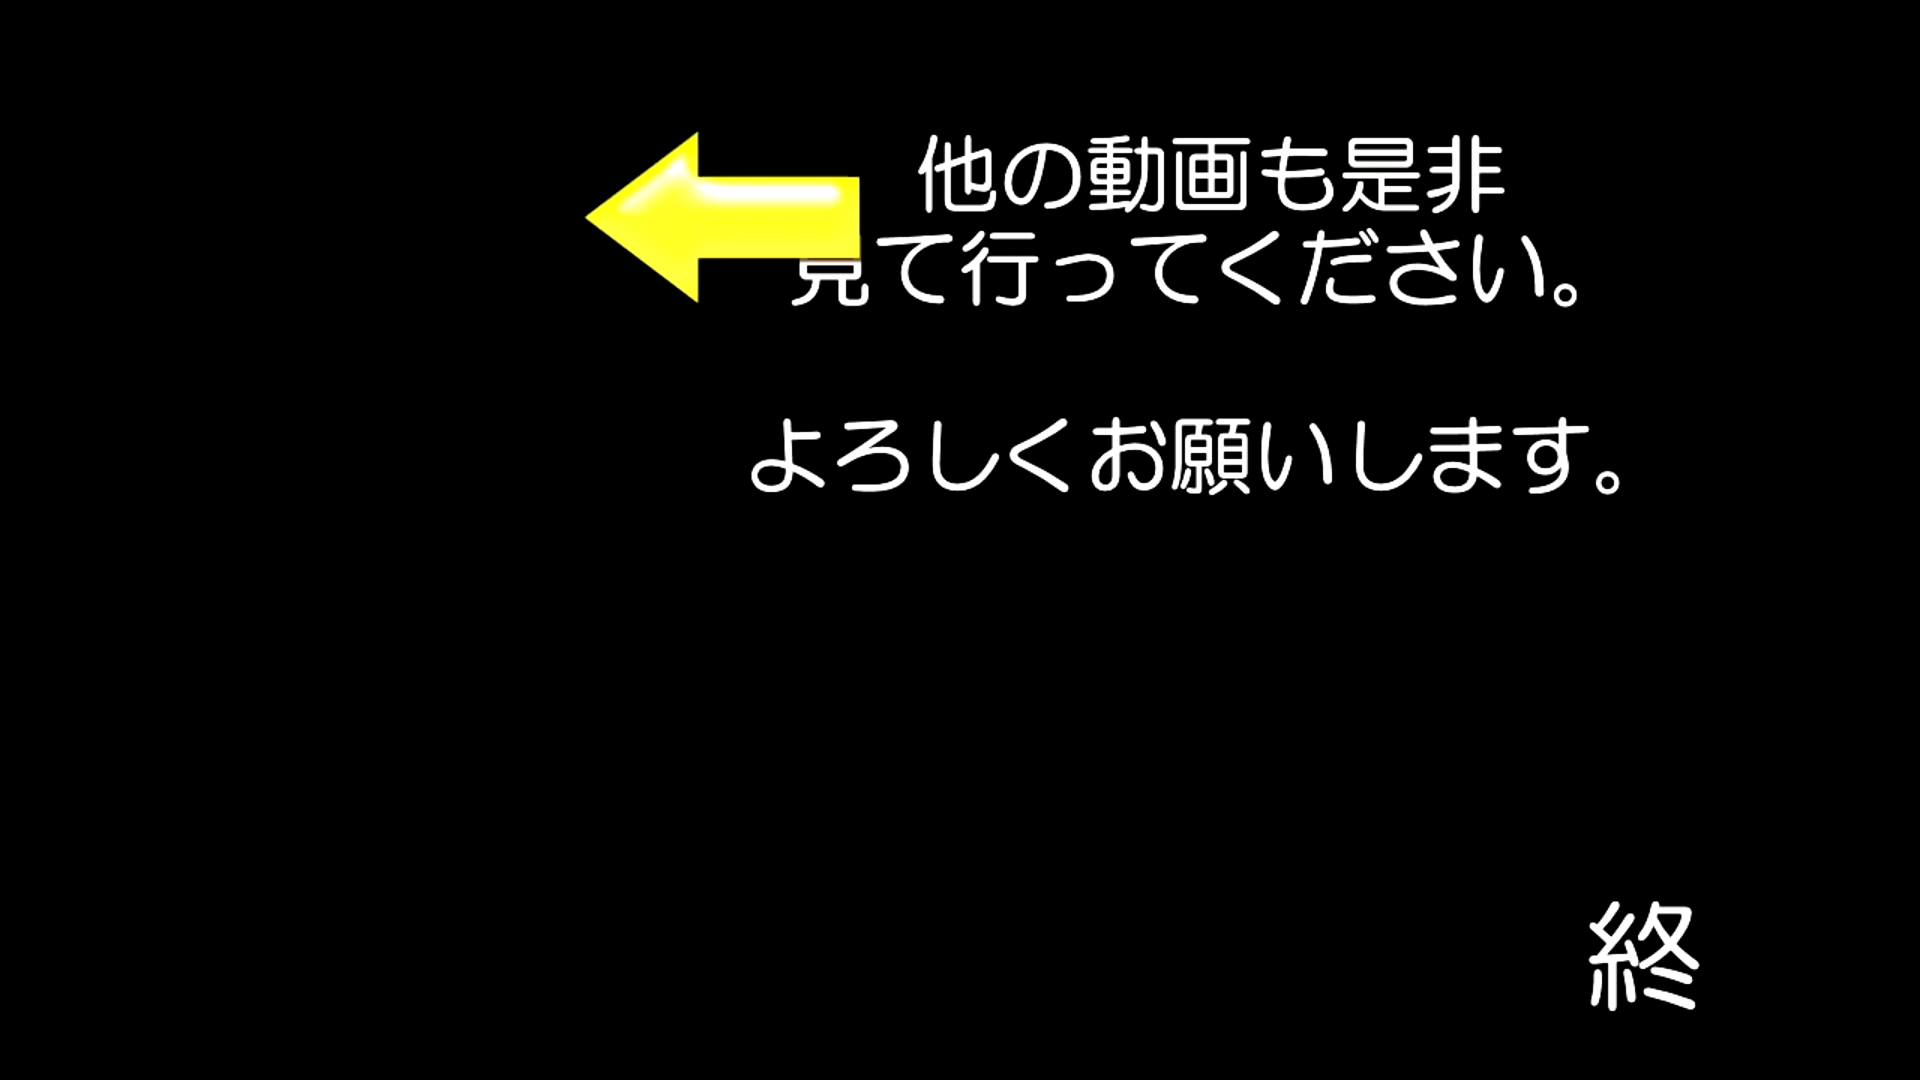 他の動画も是非
見て行ってください。
よろしくお願いします。
終